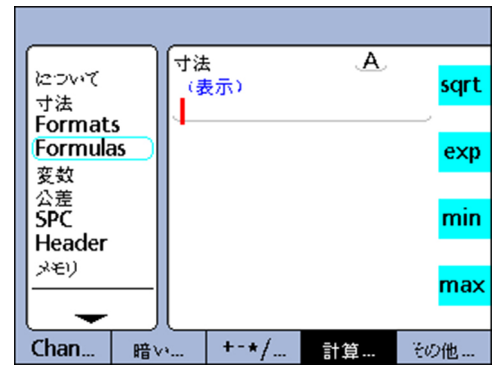 について
寸法
Formats
Formulas
変数
公差
SPC
Header
メモリ
寸法
A
(表示)
sqrt
exp
min
max
Chan...
暗い...
+-*/...
計算...
その他...